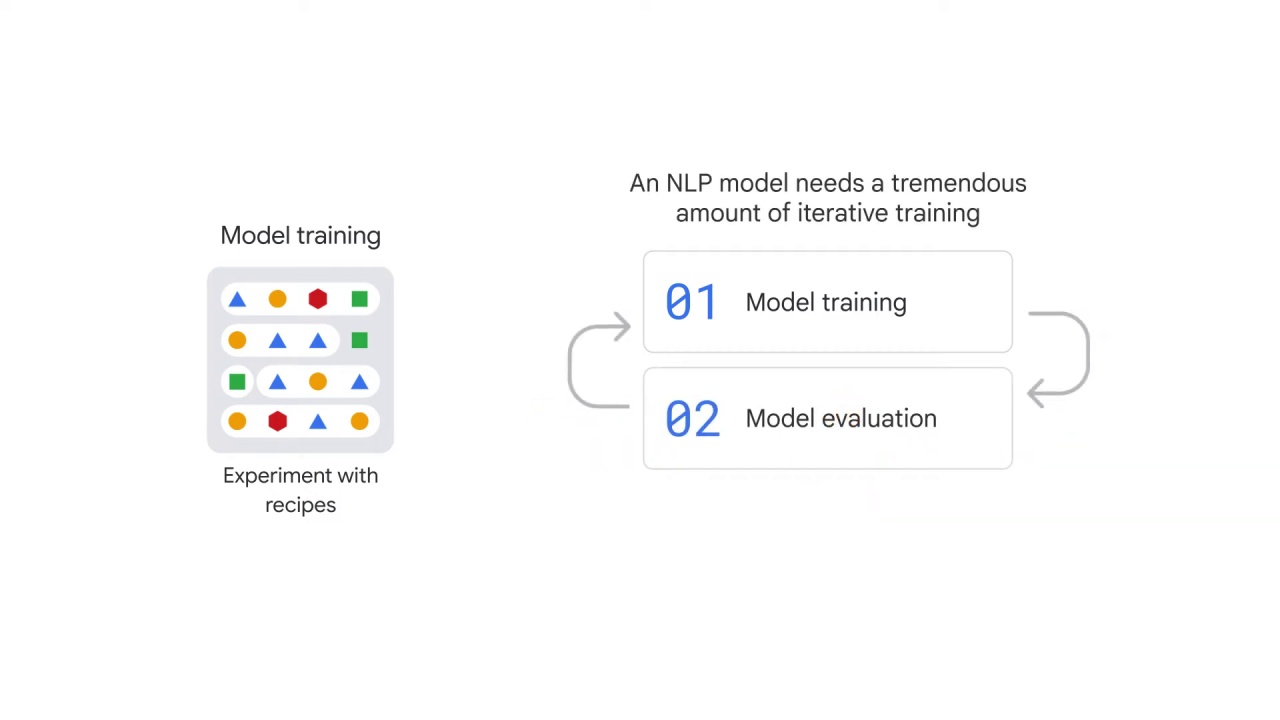 Model training
Experiment with
recipes
An NLP model needs a tremendous
amount of iterative training
01 Model training
02 Model evaluation